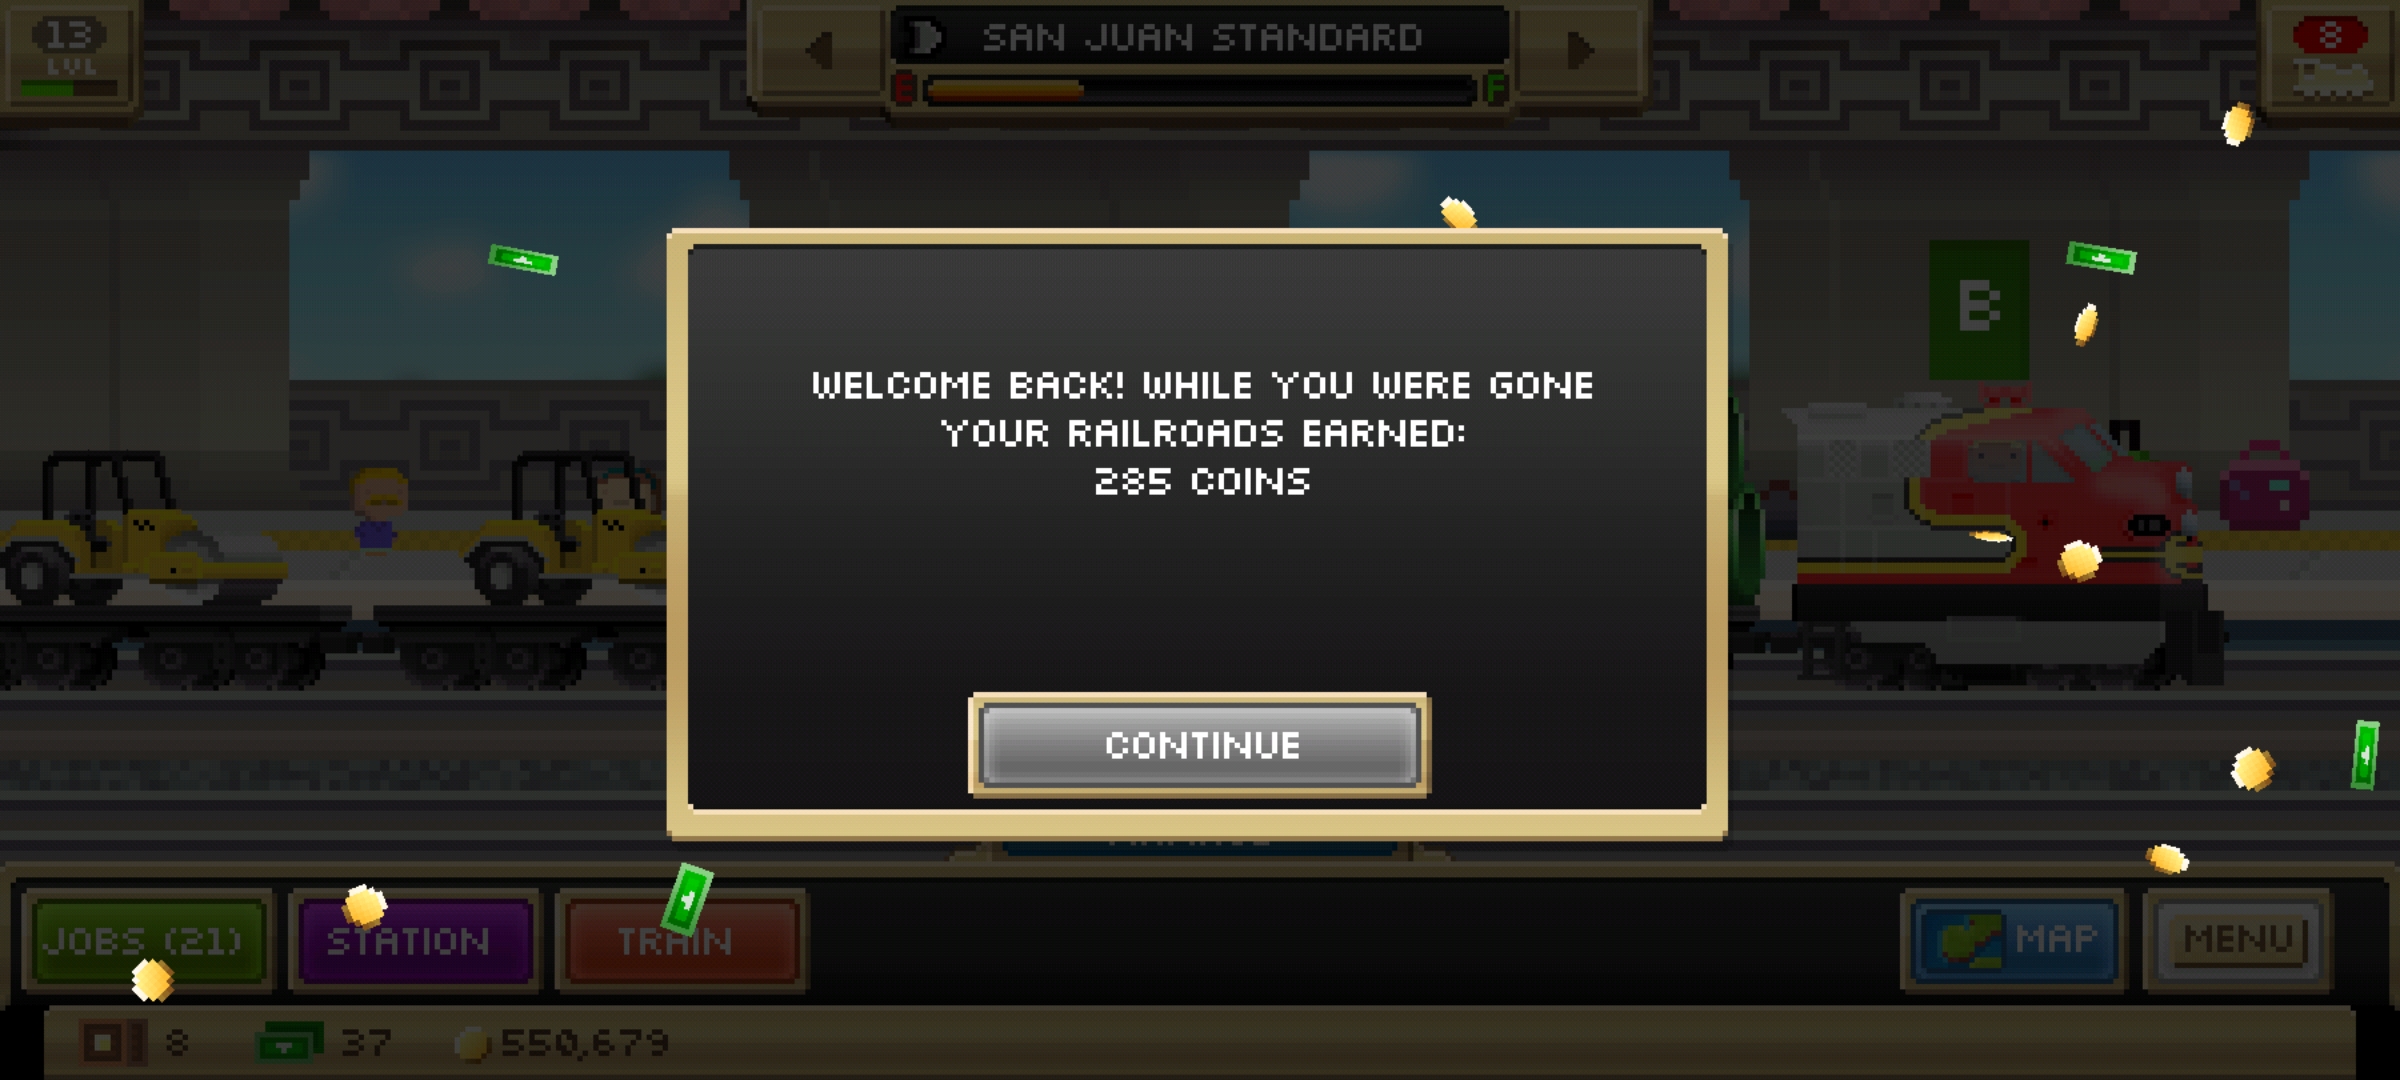 13
LVL
SAN JUAN STANDARD
E F
8
B
WELCOME BACK! WHILE YOU WERE GONE
YOUR RAILROADS EARNED:
285 COINS
CONTINUE
JOBS (21) STATION TRAIN MAP MENU
8 37 550,679